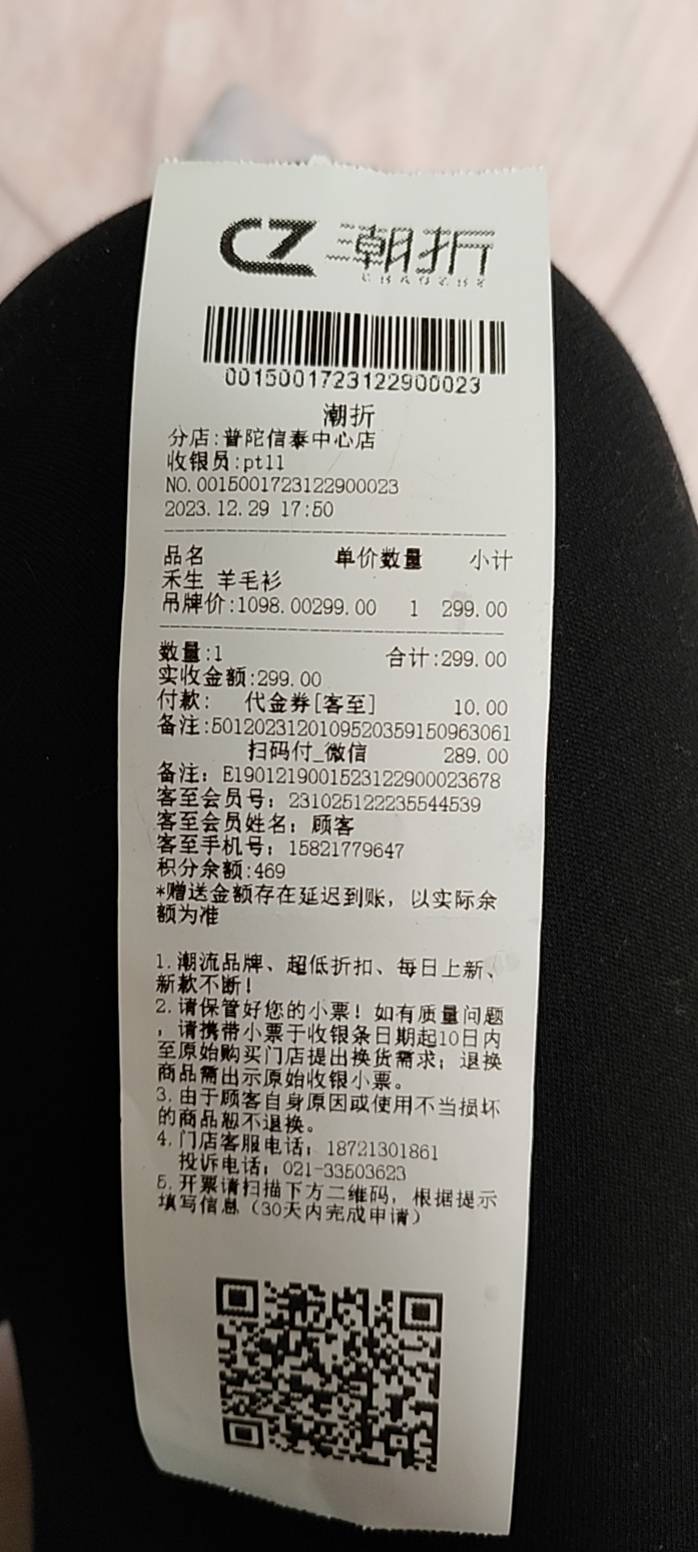 CZ 潮折
CHAOZHE
0015001723122900023
潮折
分店:普陀信泰中心店
收银员:pt11
NO.0015001723122900023
2023.12.29 17:50
品名 单价数量 小计
禾生 羊毛衫
吊牌价:1098.00299.00 1 299.00
数量:1 合计:299.00
实收金额:299.00
付款: 代金券[客至] 10.00
备注:5012023120109520359150963061
扫码付_微信 289.00
备注: E1901219001523122900023678
客至会员号: 231025122235544539
客至会员姓名: 顾客
客至手机号: 15821779647
积分余额:469
*赠送金额存在延迟到账, 以实际余
额为准
1.潮流品牌、超低折扣、每日上新、
新款不断!
2.请保管好您的小票! 如有质量问题
, 请携带小票于收银条日期起10日内
至原始购买门店提出换货需求; 退换
商品需出示原始收银小票。
3.由于顾客自身原因或使用不当损坏
的商品恕不退换。
4.门店客服电话: 18721301861
投诉电话: 021-33503623
5.开票请扫描下方二维码, 根据提示
填写信息 (30天内完成申请)